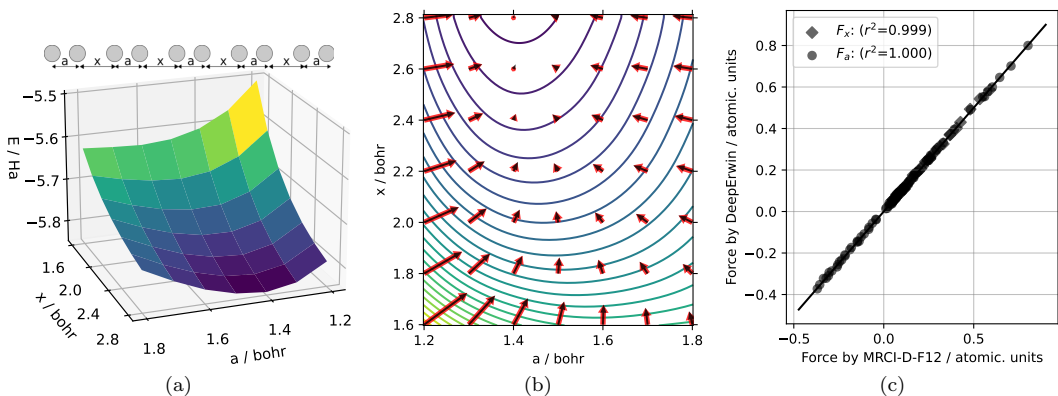 a x a x a x a x a
−5.5
−5.6
−5.7
−5.8
E / Ha
1.6
2.0
2.4
2.8
x / bohr
1.8
1.6
1.4
1.2
a / bohr
(a)
2.8
2.6
2.4
2.2
2.0
1.8
1.6
x / bohr
1.2 1.4 1.6 1.8
a / bohr
(b)
F_x: (r²=0.999)
F_a: (r²=1.000)
0.8
0.6
0.4
0.2
0.0
−0.2
−0.4
Force by DeepErwin / atomic. units
−0.5 0.0 0.5
Force by MRCI-D-F12 / atomic. units
(c)